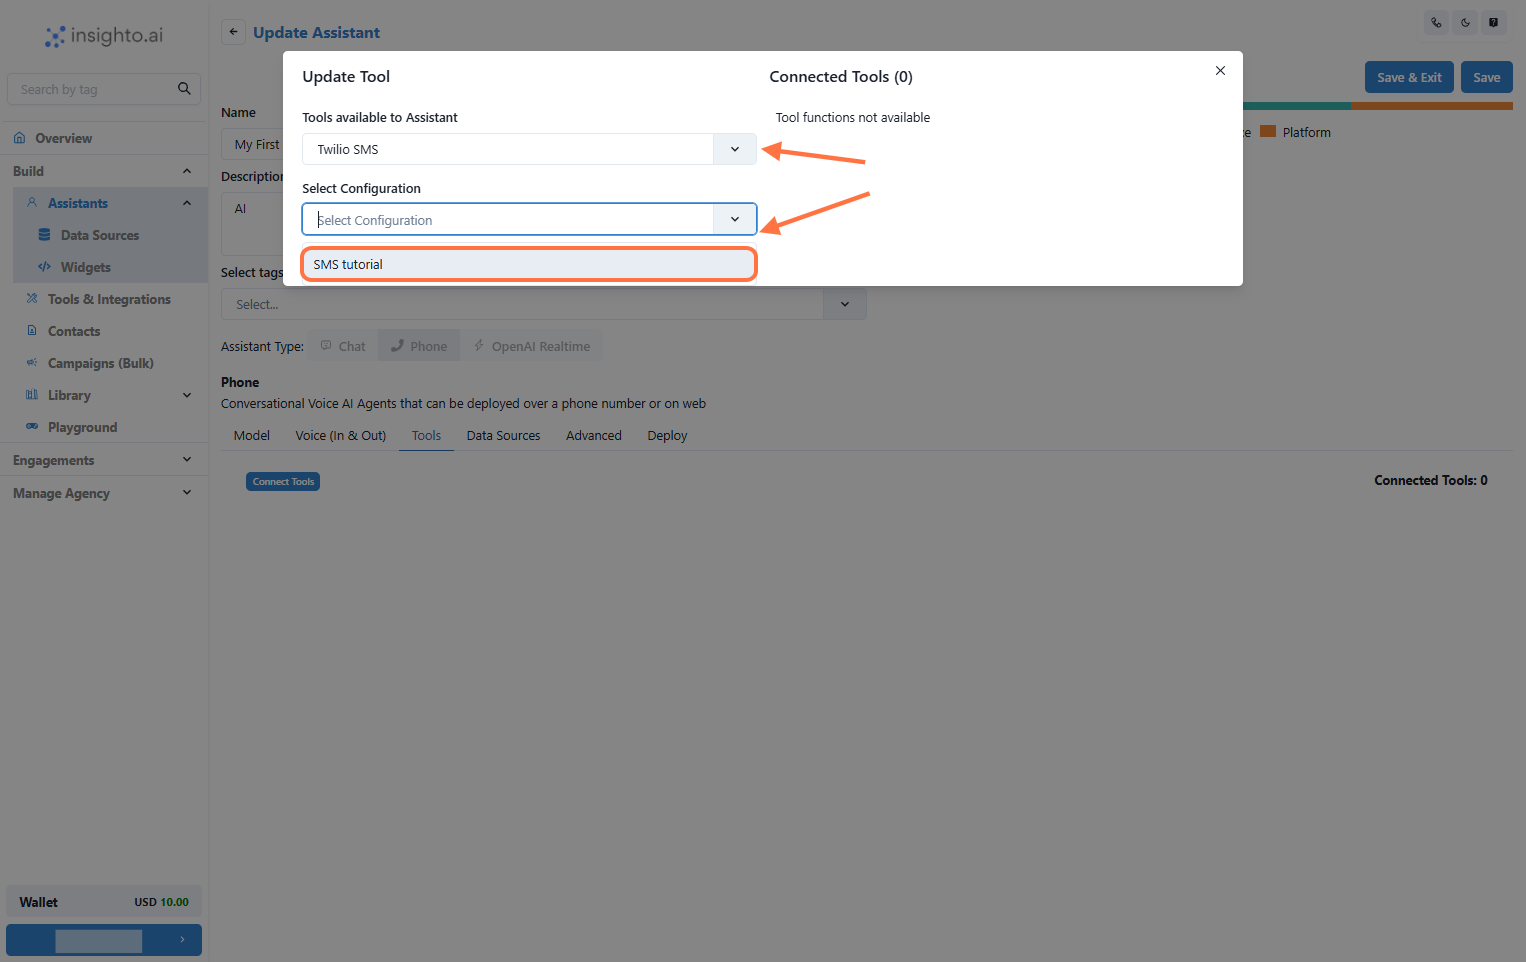 insighto.ai
Search by tag
Overview
Build
Assistants
Data Sources
Widgets
Tools & Integrations
Contacts
Campaigns (Bulk)
Library
Playground
Engagements
Manage Agency
Wallet
USD 10.00
Update Assistant
Save & Exit
Save
Platform
Name
My First
Description
AI
Select tags
Select...
Update Tool
Connected Tools (0)
Tools available to Assistant
Tool functions not available
Twilio SMS
Select Configuration
Select Configuration
SMS tutorial
Assistant Type:
Chat
Phone
OpenAI Realtime
Phone
Conversational Voice AI Agents that can be deployed over a phone number or on web
Model
Voice (In & Out)
Tools
Data Sources
Advanced
Deploy
Connect Tools
Connected Tools: 0